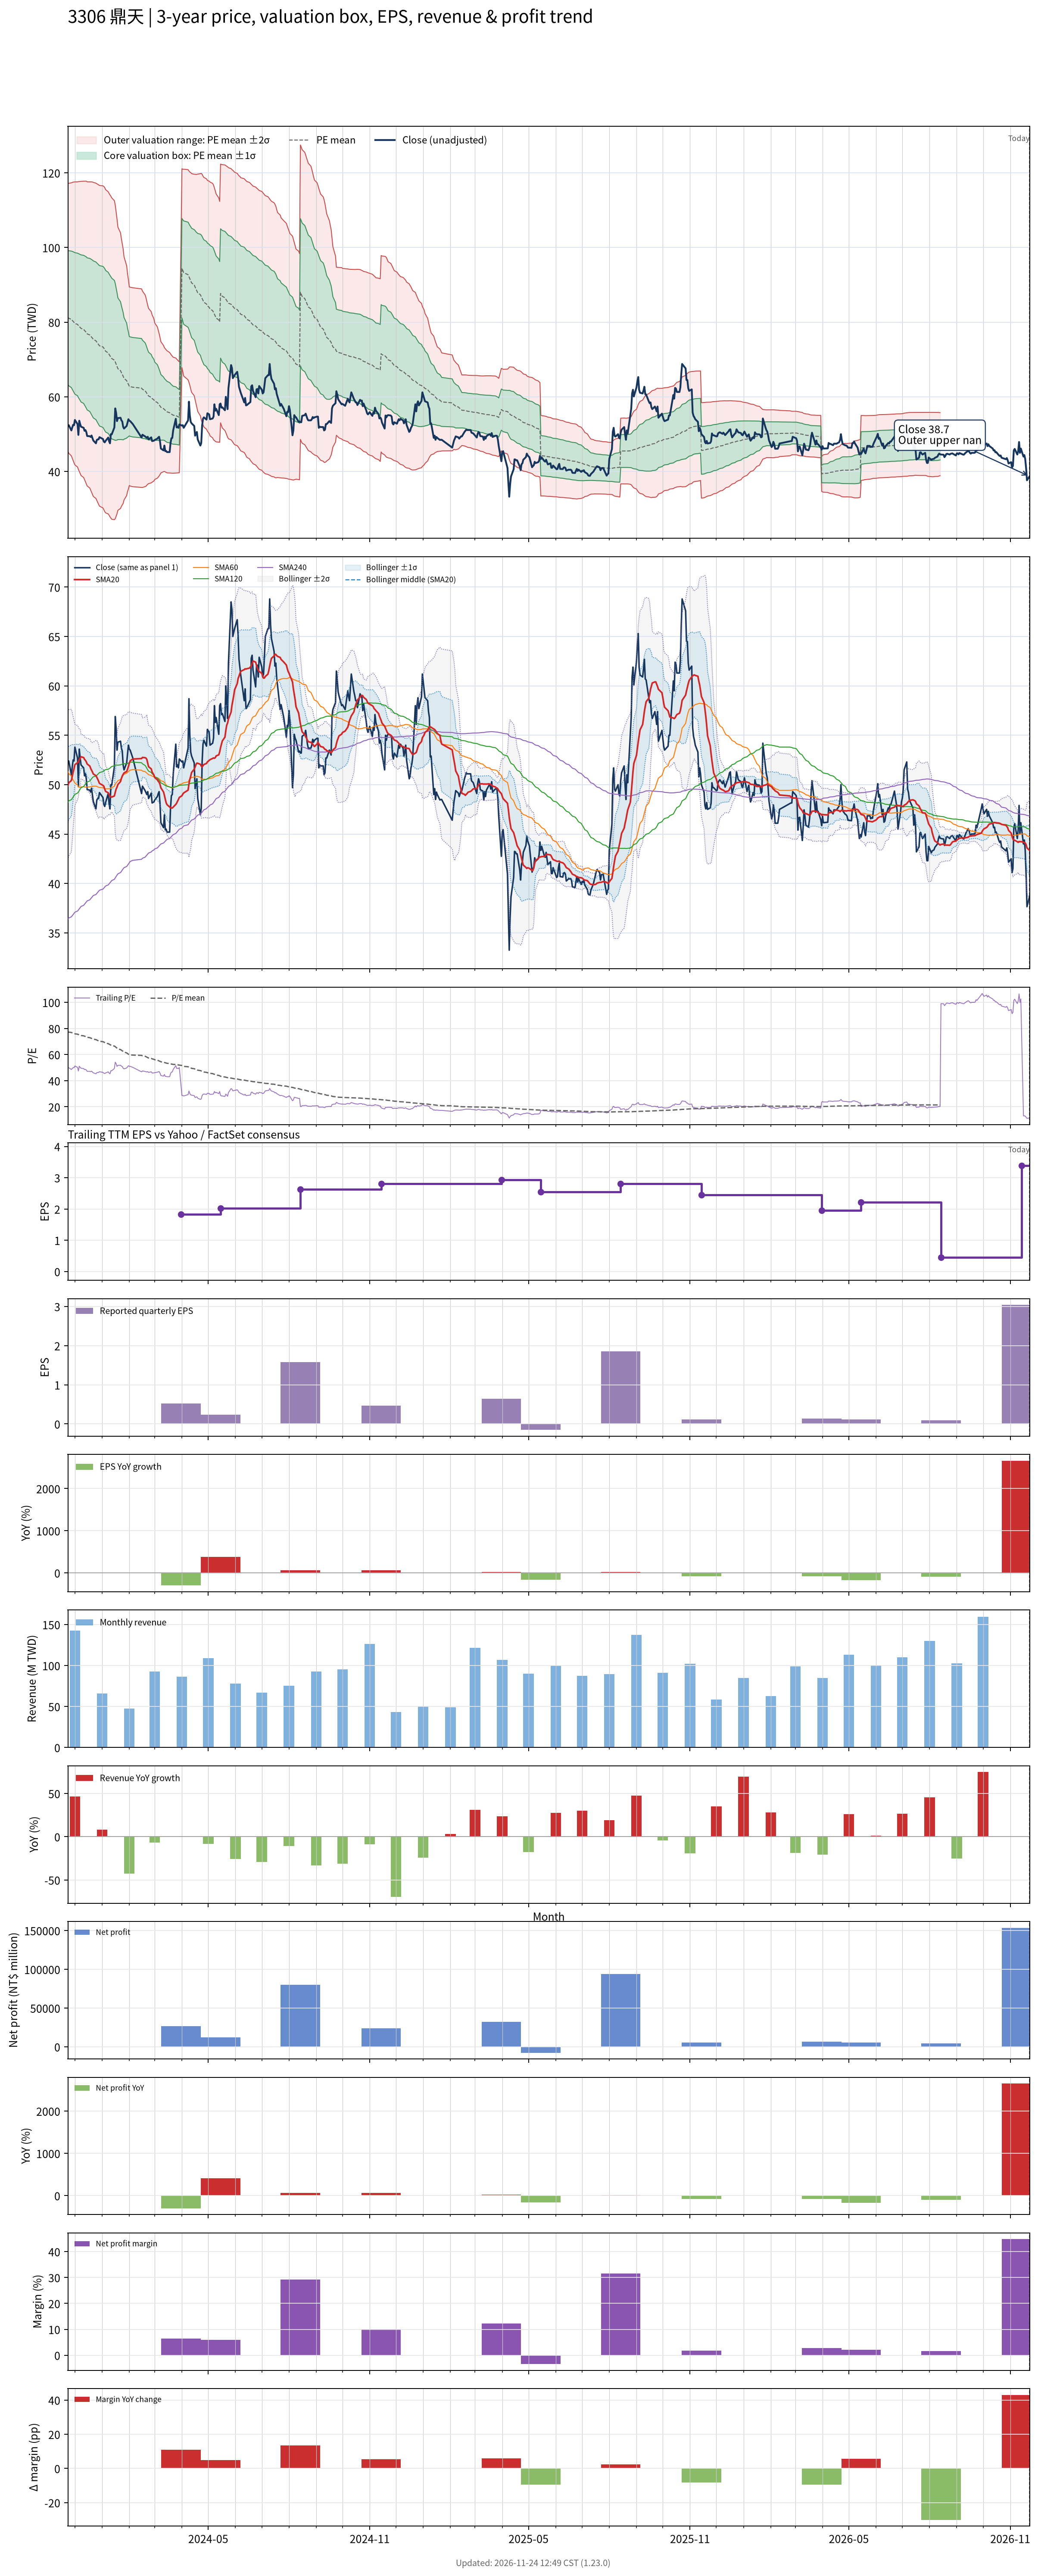 3306 鼎天 | 3-year price, valuation box, EPS, revenue & profit trend
Outer valuation range: PE mean ±2σ
Core valuation box: PE mean ±1σ
PE mean
Close (unadjusted)
Today
Price (TWD)
120
100
80
60
40
Close 38.7
Outer upper nan
Close (same as panel 1)
SMA20
SMA60
SMA120
SMA240
Bollinger ±2σ
Bollinger ±1σ
Bollinger middle (SMA20)
Price
70
65
60
55
50
45
40
35
Trailing P/E
P/E mean
P/E
100
80
60
40
20
Trailing TTM EPS vs Yahoo / FactSet consensus
Today
EPS
4
3
2
1
0
Reported quarterly EPS
EPS
3
2
1
0
EPS YoY growth
YoY (%)
2000
1000
0
Monthly revenue
Revenue (M TWD)
150
100
50
0
Revenue YoY growth
YoY (%)
50
0
-50
Month
Net profit
Net profit (NT$ million)
150000
100000
50000
0
Net profit YoY
YoY (%)
2000
1000
0
Net profit margin
Margin (%)
40
30
20
10
0
Margin YoY change
Δ margin (pp)
40
20
0
-20
2024-05
2024-11
2025-05
2025-11
2026-05
2026-11
Updated: 2026-11-24 12:49 CST (1.23.0)